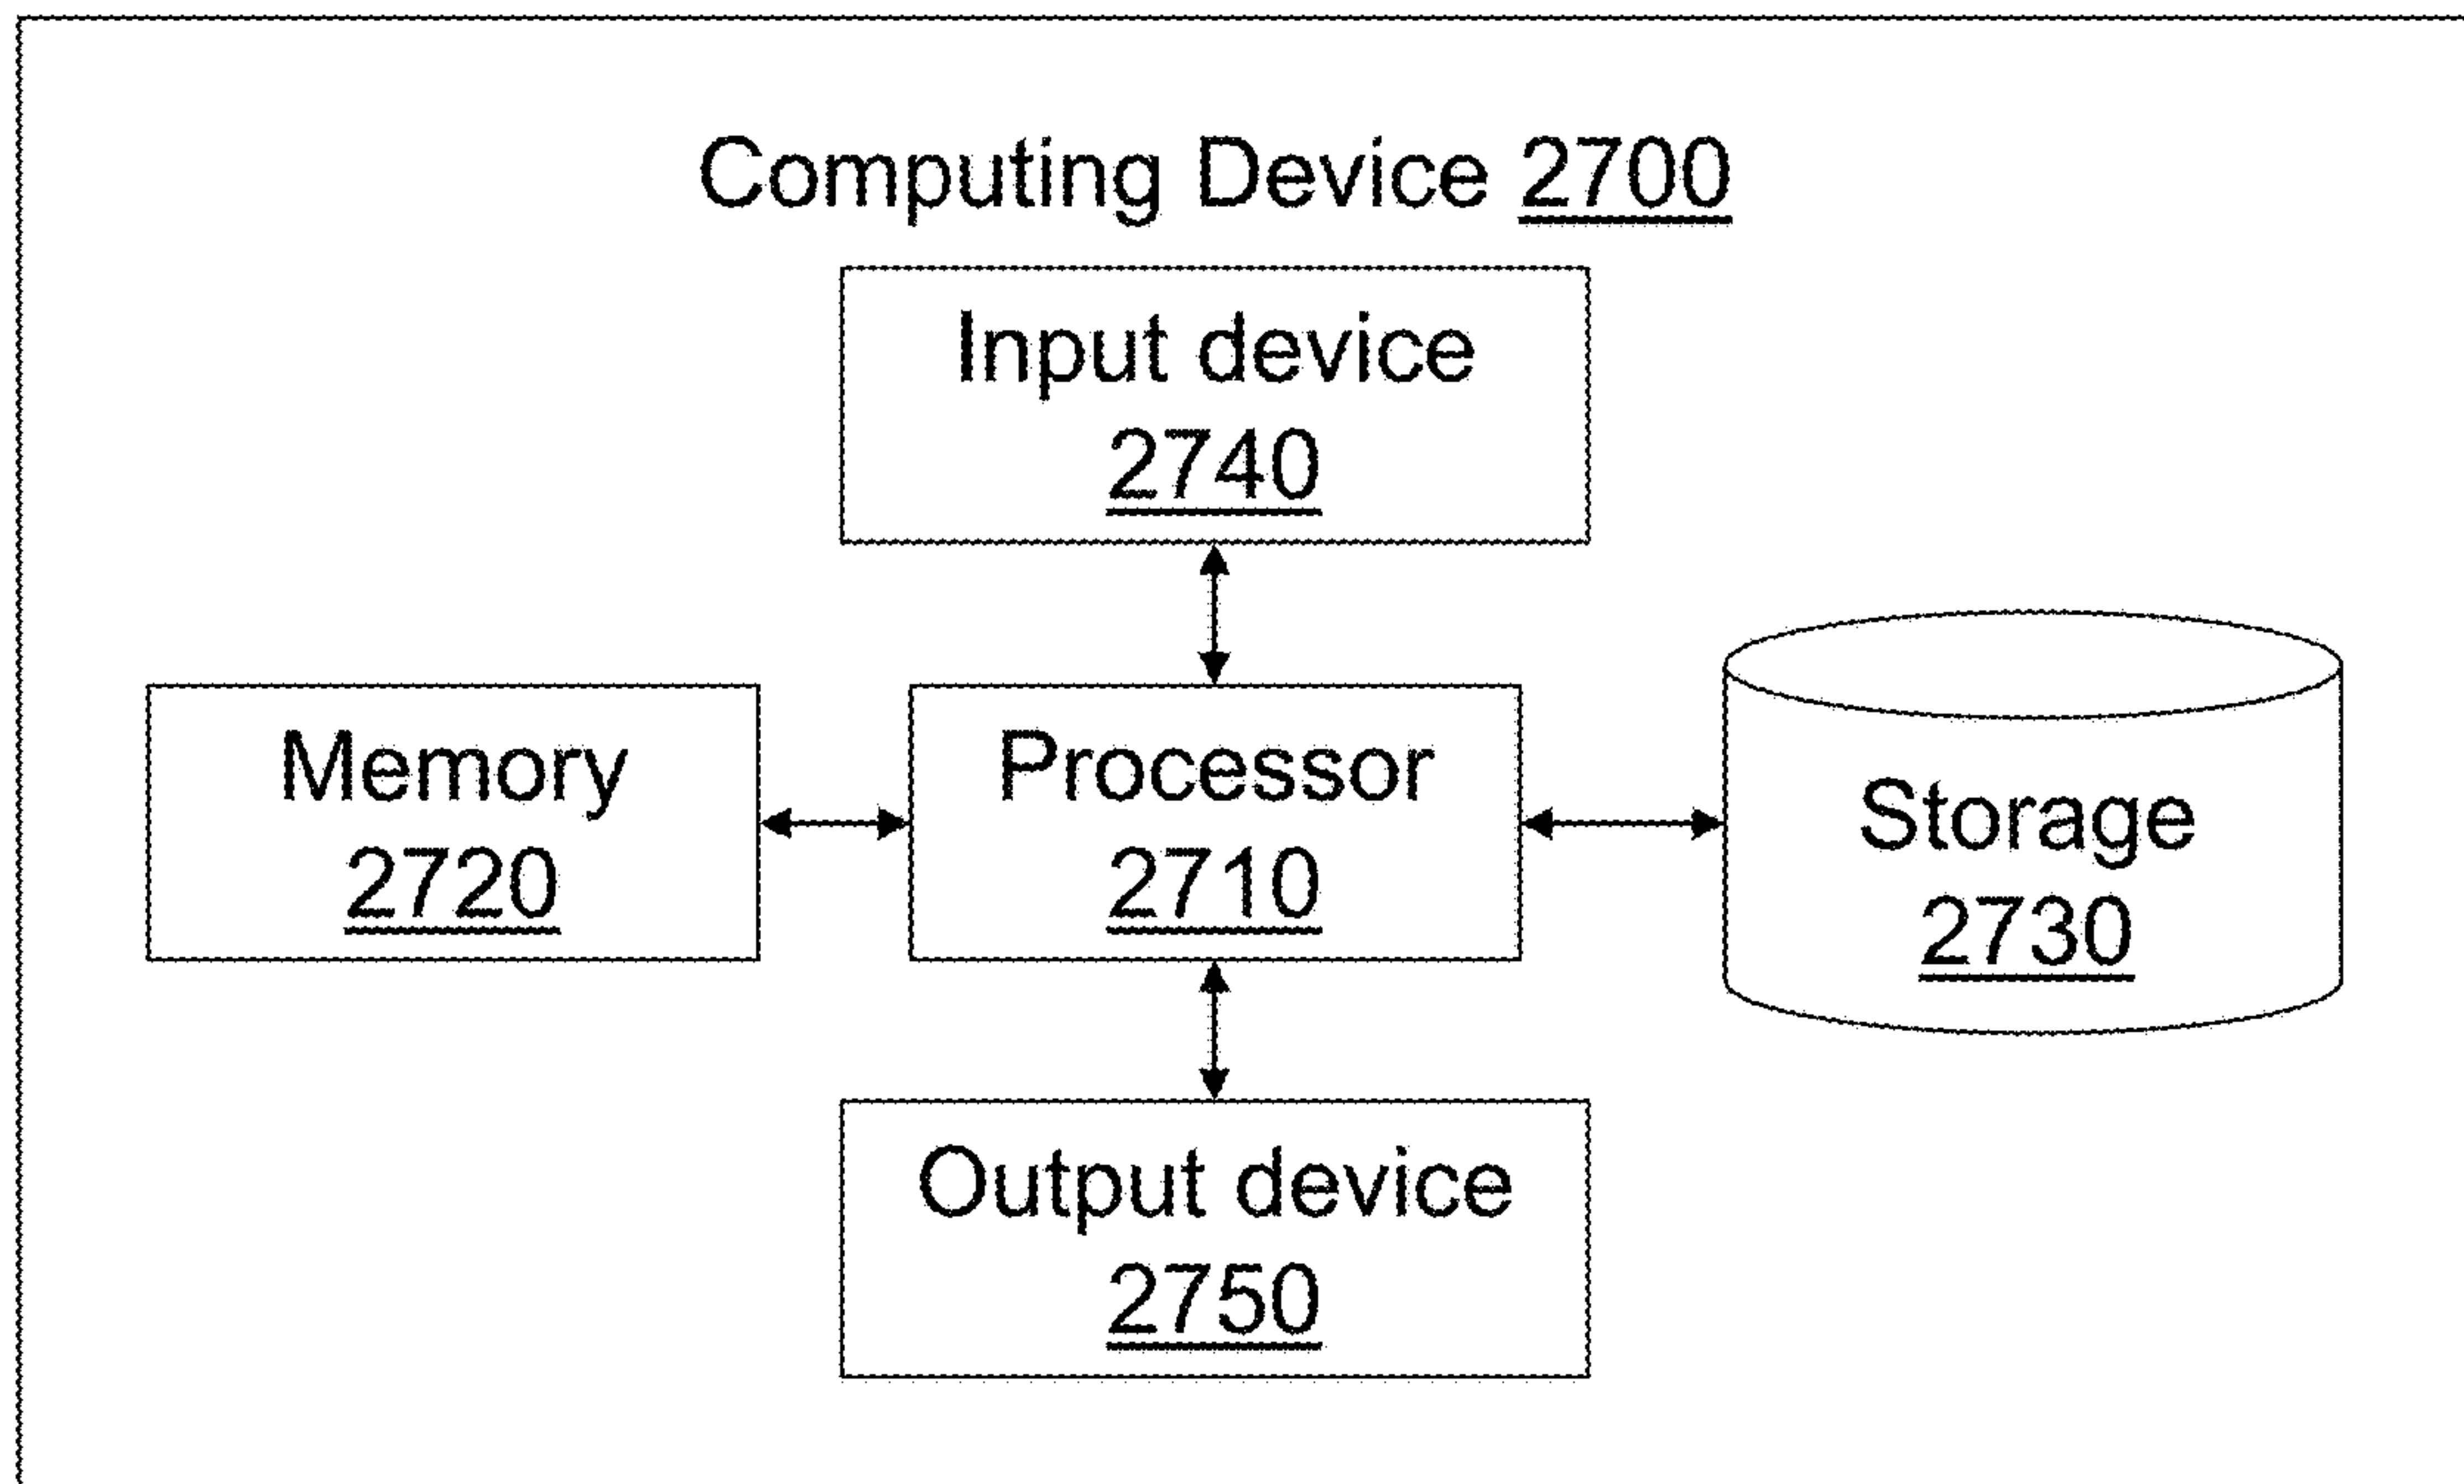 Computing Device 2700
Input device
2740
Memory
2720
Processor
2710
Storage
2730
Output device
2750